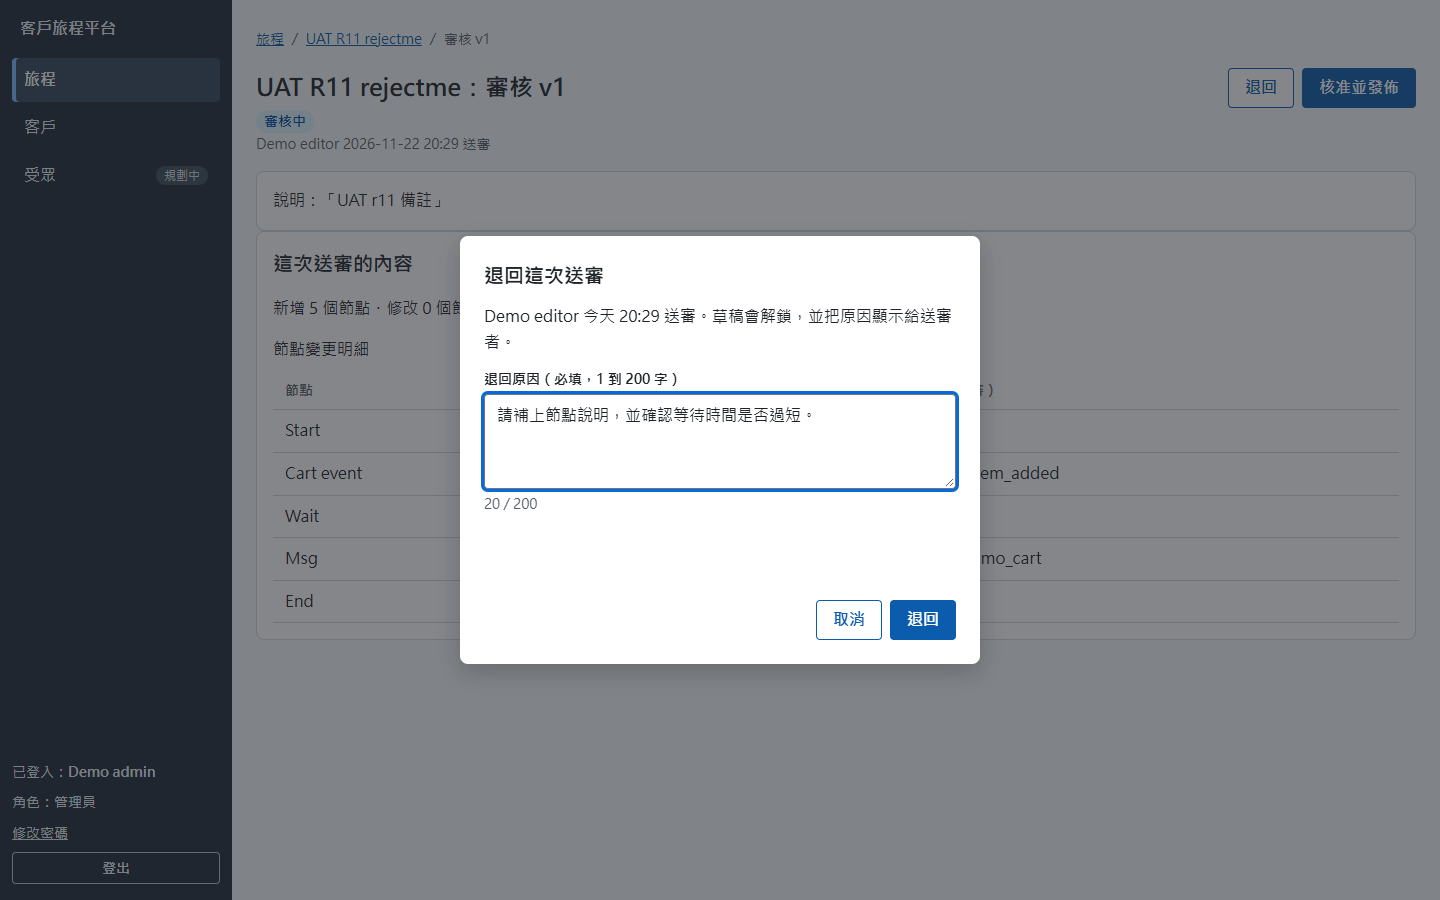 客戶旅程平台
旅程
客戶
受眾 規劃中
已登入：Demo admin
角色：管理員
修改密碼
登出
旅程 / UAT R11 rejectme / 審核 v1
UAT R11 rejectme：審核 v1
退回 核准並發佈
審核中
Demo editor 2026-11-22 20:29 送審
說明：「UAT r11 備註」
這次送審的內容
新增 5 個節點・修改 0 個
節點變更明細
節點
Start
Cart event em_added
Wait
Msg mo_cart
End
退回這次送審
Demo editor 今天 20:29 送審。草稿會解鎖，並把原因顯示給送審
者。
退回原因（必填，1 到 200 字）
請補上節點說明，並確認等待時間是否過短。
20 / 200
取消 退回